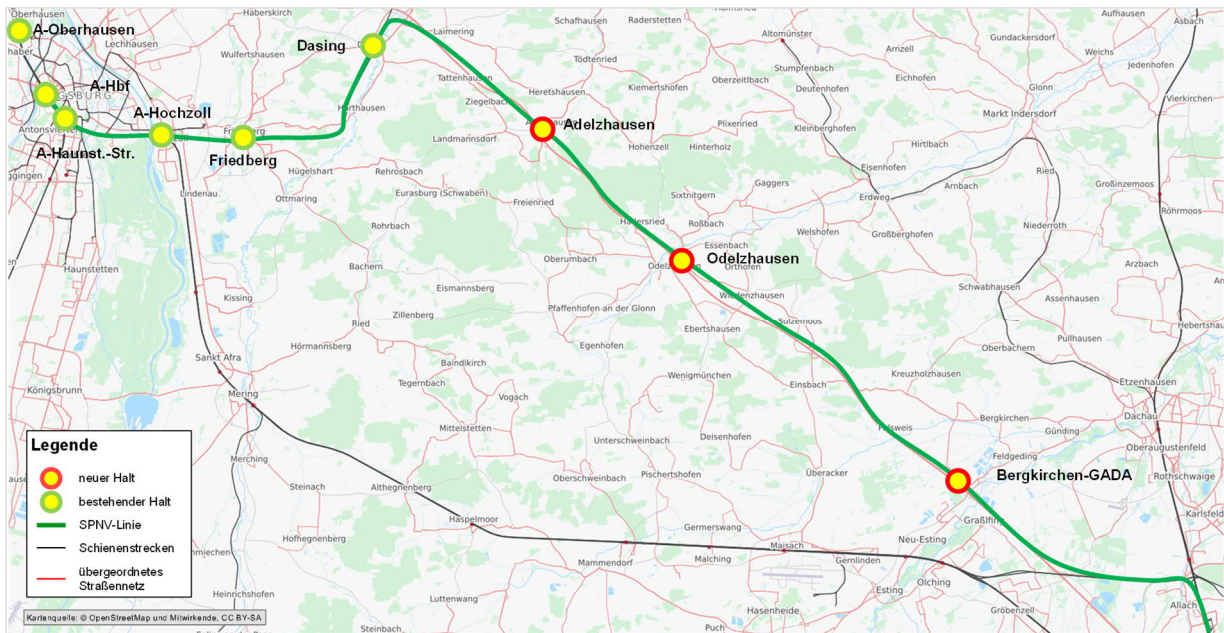 Oberhausen
A-Oberhausen
Haberskirch
Lechhausen
Wulfertshausen
Dasing
Laimering
Schafhausen
Raderstetten
Altomünster
Randelsried
Asbach
Aufhausen
Arnzell
Weichs
Jedenhofen
Tödtenried
Stumpfenbach
Eichhofen
Tattenhausen
Oberzeitlbach
Deutenhofen
Glonn
Vierkirchen
A-Hbf
Heretshausen
Kiemertshofen
Ziegelbach
Harthausen
A-Hochzoll
Adelzhausen
Plixenried
Kleinberghofen
Markt Indersdorf
Antonsviertel
Landmannsdorf
Hohenzell
Hinterholz
Hirtlbach
A-Haunst.-Str.
Friedberg
Hügelshart
Rehrosbach
Eisenhofen
Ried
Gaggers
Arnbach
Großinzemoos
Lindenau
Ottmaring
Eurasburg (Schwaben)
Freienried
Sixtnitgern
Erdweg
Röhrmoos
Rohrbach
Hadersried
Roßbach
Welshofen
Niederroth
Großberghofen
Essenbach
Haunstetten
Bachern
Oberumbach
Odelzhausen
Orthofen
Arzbach
Kissing
Eismannsberg
Wiedenzhausen
Schwabhausen
Assenhausen
Zillenberg
Pfaffenhofen an der Glonn
Sulzemoos
Ried
Ebertshausen
Pullhausen
Hörmannsberg
Egenhofen
Oberbachern
Sankt Afra
Baindlkirch
Kreuzholzhausen
Königsbrunn
Tegernbach
Wenigmünchen
Einsbach
Etzenhausen
Mering
Vogach
Dachau
Bergkirchen
Mittelstetten
Deisenhofen
Palsweis
Günding
Unterschweinbach
Oberaugustenfeld
Merching
Feldgeding
Steinach
Oberschweinbach
Pischertshofen
Überacker
Bergkirchen-GADA
Rothschwaige
Althegnenberg
Karlsfeld
Haspelmoor
Graßlfing
Hofhegnenberg
Germerswang
Neu-Esting
Maisach
Mammendorf
Malching
Gernlinden
Olching
Heinrichshofen
Luttenwang
Esting
Hasenheide
Gröbenzell
Allach
Steinbach
Puch
Legende
neuer Halt
bestehender Halt
SPNV-Linie
Schienenstrecken
übergeordnetes
Straßennetz
Kartenquelle: © OpenStreetMap und Mitwirkende, CC BY-SA